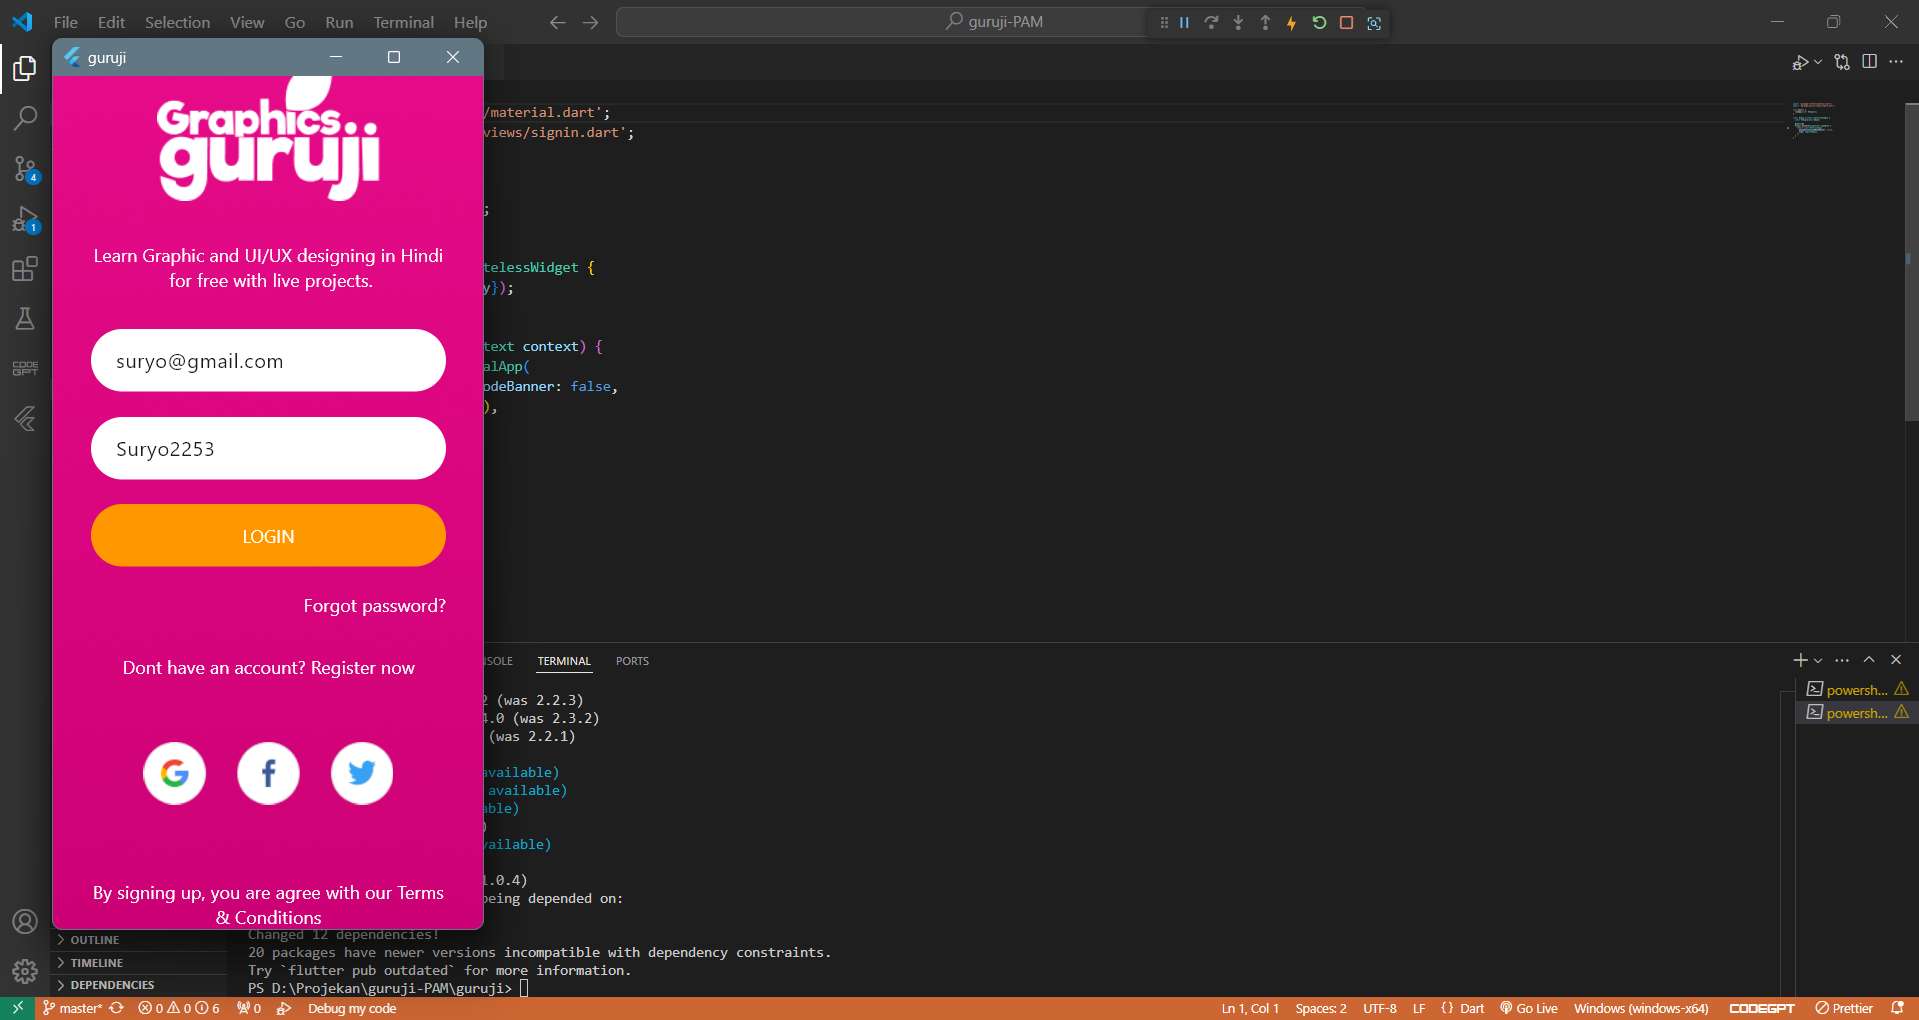 File Edit Selection View Go Run Terminal Help
guruji-PAM
guruji
Graphics
guruji
Learn Graphic and UI/UX designing in Hindi
for free with live projects.
suryo@gmail.com
Suryo2253
LOGIN
Forgot password?
Dont have an account? Register now
By signing up, you are agree with our Terms
& Conditions
4
1
CODE
GPT
/material.dart';
views/signin.dart';
;
telessWidget {
y});
text context) {
alApp(
odeBanner: false,
),
SOLE TERMINAL PORTS
2 (was 2.2.3)
4.0 (was 2.3.2)
(was 2.2.1)
available)
available)
able)
)
vailable)
1.0.4)
being depended on:
Changed 12 dependencies!
20 packages have newer versions incompatible with dependency constraints.
Try `flutter pub outdated` for more information.
PS D:\Projekan\guruji-PAM\guruji>
powersh...
powersh...
OUTLINE
TIMELINE
DEPENDENCIES
master* 0 0 6 0 Debug my code Ln 1, Col 1 Spaces: 2 UTF-8 LF {} Dart Go Live Windows (windows-x64) CODEGPT Prettier